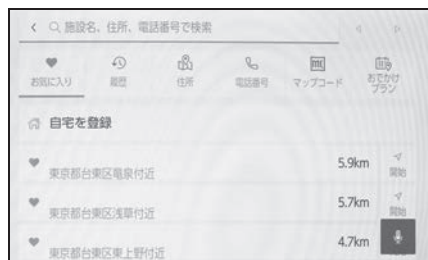 施設名、住所、電話番号で検索
お気に入り
履歴
住所
電話番号
マップコード
おでかけ
プラン
自宅を登録
5.9km
東京都台東区竜泉付近
開始
5.7km
東京都台東区浅草付近
開始
4.7km
東京都台東区東上野付近